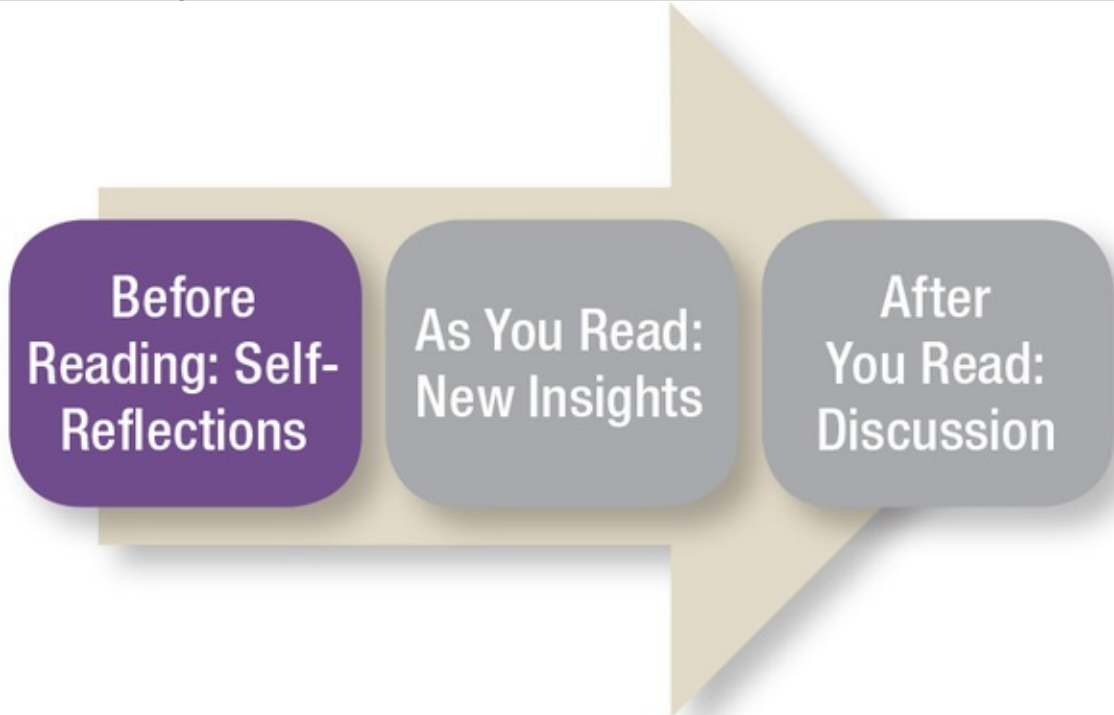 Before
Reading: Self-
Reflections
As You Read:
New Insights
After
You Read:
Discussion